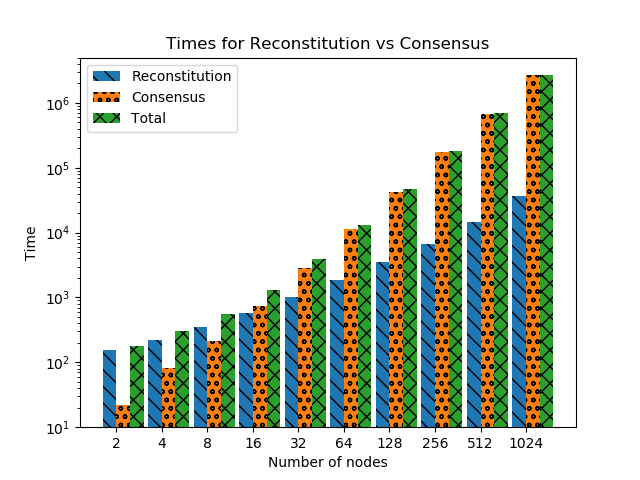 Times for Reconstitution vs Consensus
Reconstitution
Consensus
Total
10⁶
10⁵
10⁴
10³
10²
10¹
Time
2 4 8 16 32 64 128 256 512 1024
Number of nodes